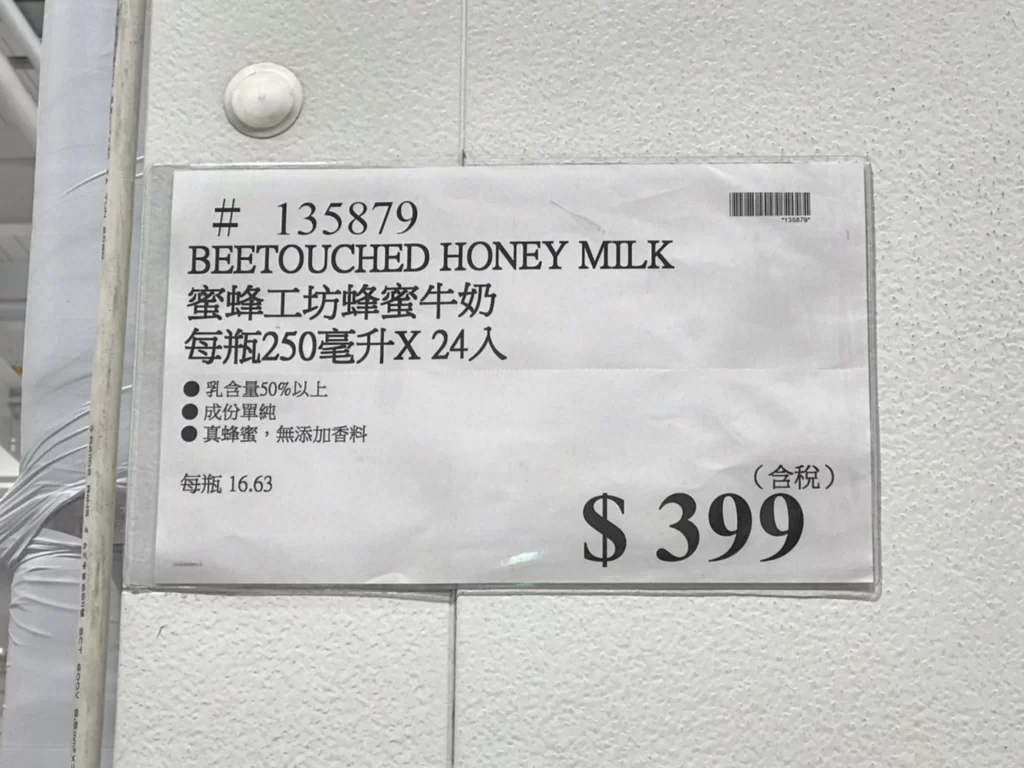 # 135879
*135879*
BEETOUCHED HONEY MILK
蜜蜂工坊蜂蜜牛奶
每瓶250毫升X 24入
● 乳含量50%以上
● 成份單純
● 真蜂蜜，無添加香料
每瓶 16.63
（含稅）
$ 399